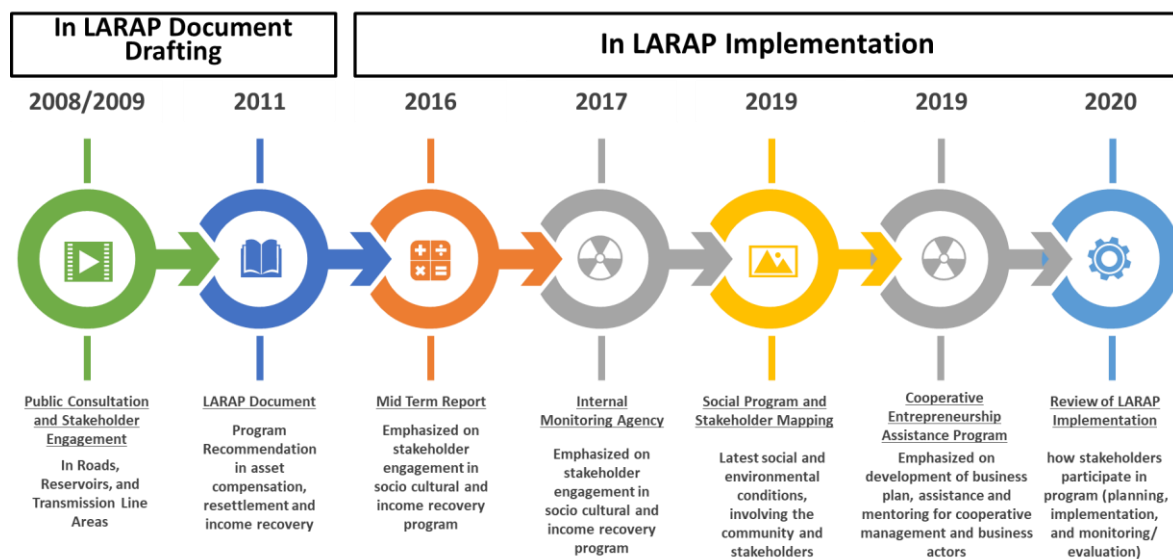 In LARAP Document
Drafting
In LARAP Implementation
2008/2009
2011
2016
2017
2019
2019
2020
Public Consultation
and Stakeholder
Engagement
In Roads,
Reservoirs, and
Transmission Line
Areas
LARAP Document
Program
Recommendation
in asset
compensation,
resettlement and
income recovery
Mid Term Report
Emphasized on
stakeholder
engagement in
socio cultural and
income recovery
program
Internal
Monitoring Agency
Emphasized on
stakeholder
engagement in
socio cultural and
income recovery
program
Social Program and
Stakeholder Mapping
Latest social and
environmental
conditions,
involving the
community and
stakeholders
Cooperative
Entrepreneurship
Assistance Program
Emphasized on
development of business
plan, assistance and
mentoring for cooperative
management and business
actors
Review of LARAP
Implementation
how stakeholders
participate in
program (planning,
implementation,
and monitoring/
evaluation)